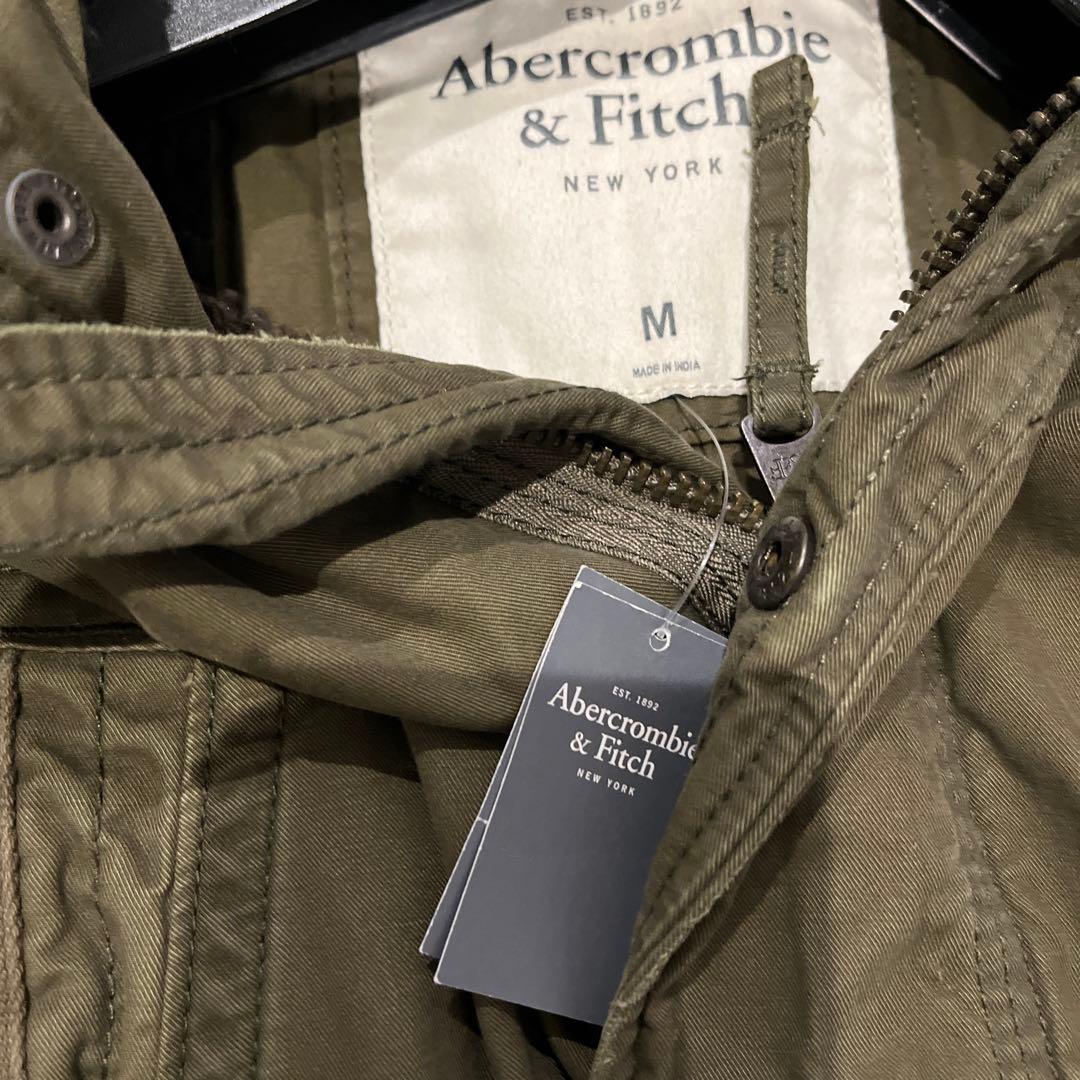 EST. 1892
Abercrombie
& Fitch
NEW YORK
M
MADE IN INDIA
EST. 1892
Abercrombie
& Fitch
NEW YORK